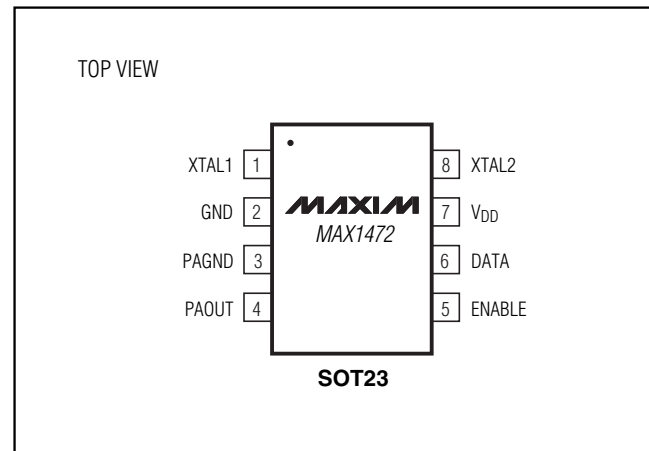 TOP VIEW
XTAL1 1 8 XTAL2
GND 2 MAXIM 7 VDD
MAX1472
PAGND 3 6 DATA
PAOUT 4 5 ENABLE
SOT23